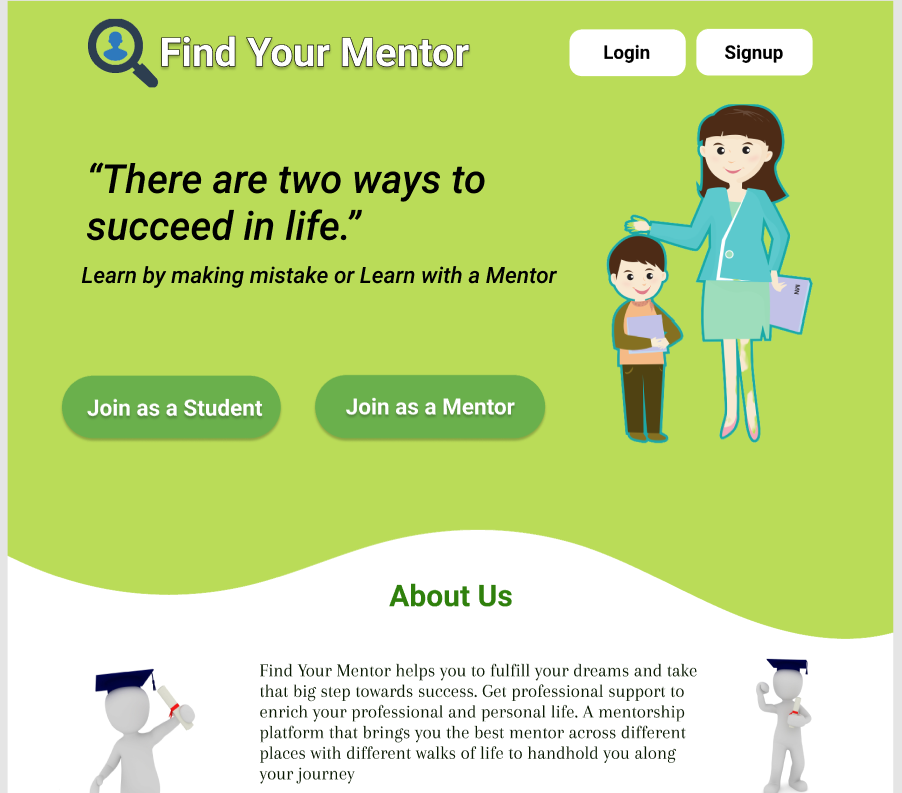 Find Your Mentor
Login
Signup
“There are two ways to
succeed in life.”
Learn by making mistake or Learn with a Mentor
Join as a Student
Join as a Mentor
About Us
Find Your Mentor helps you to fulfill your dreams and take
that big step towards success. Get professional support to
enrich your professional and personal life. A mentorship
platform that brings you the best mentor across different
places with different walks of life to handhold you along
your journey